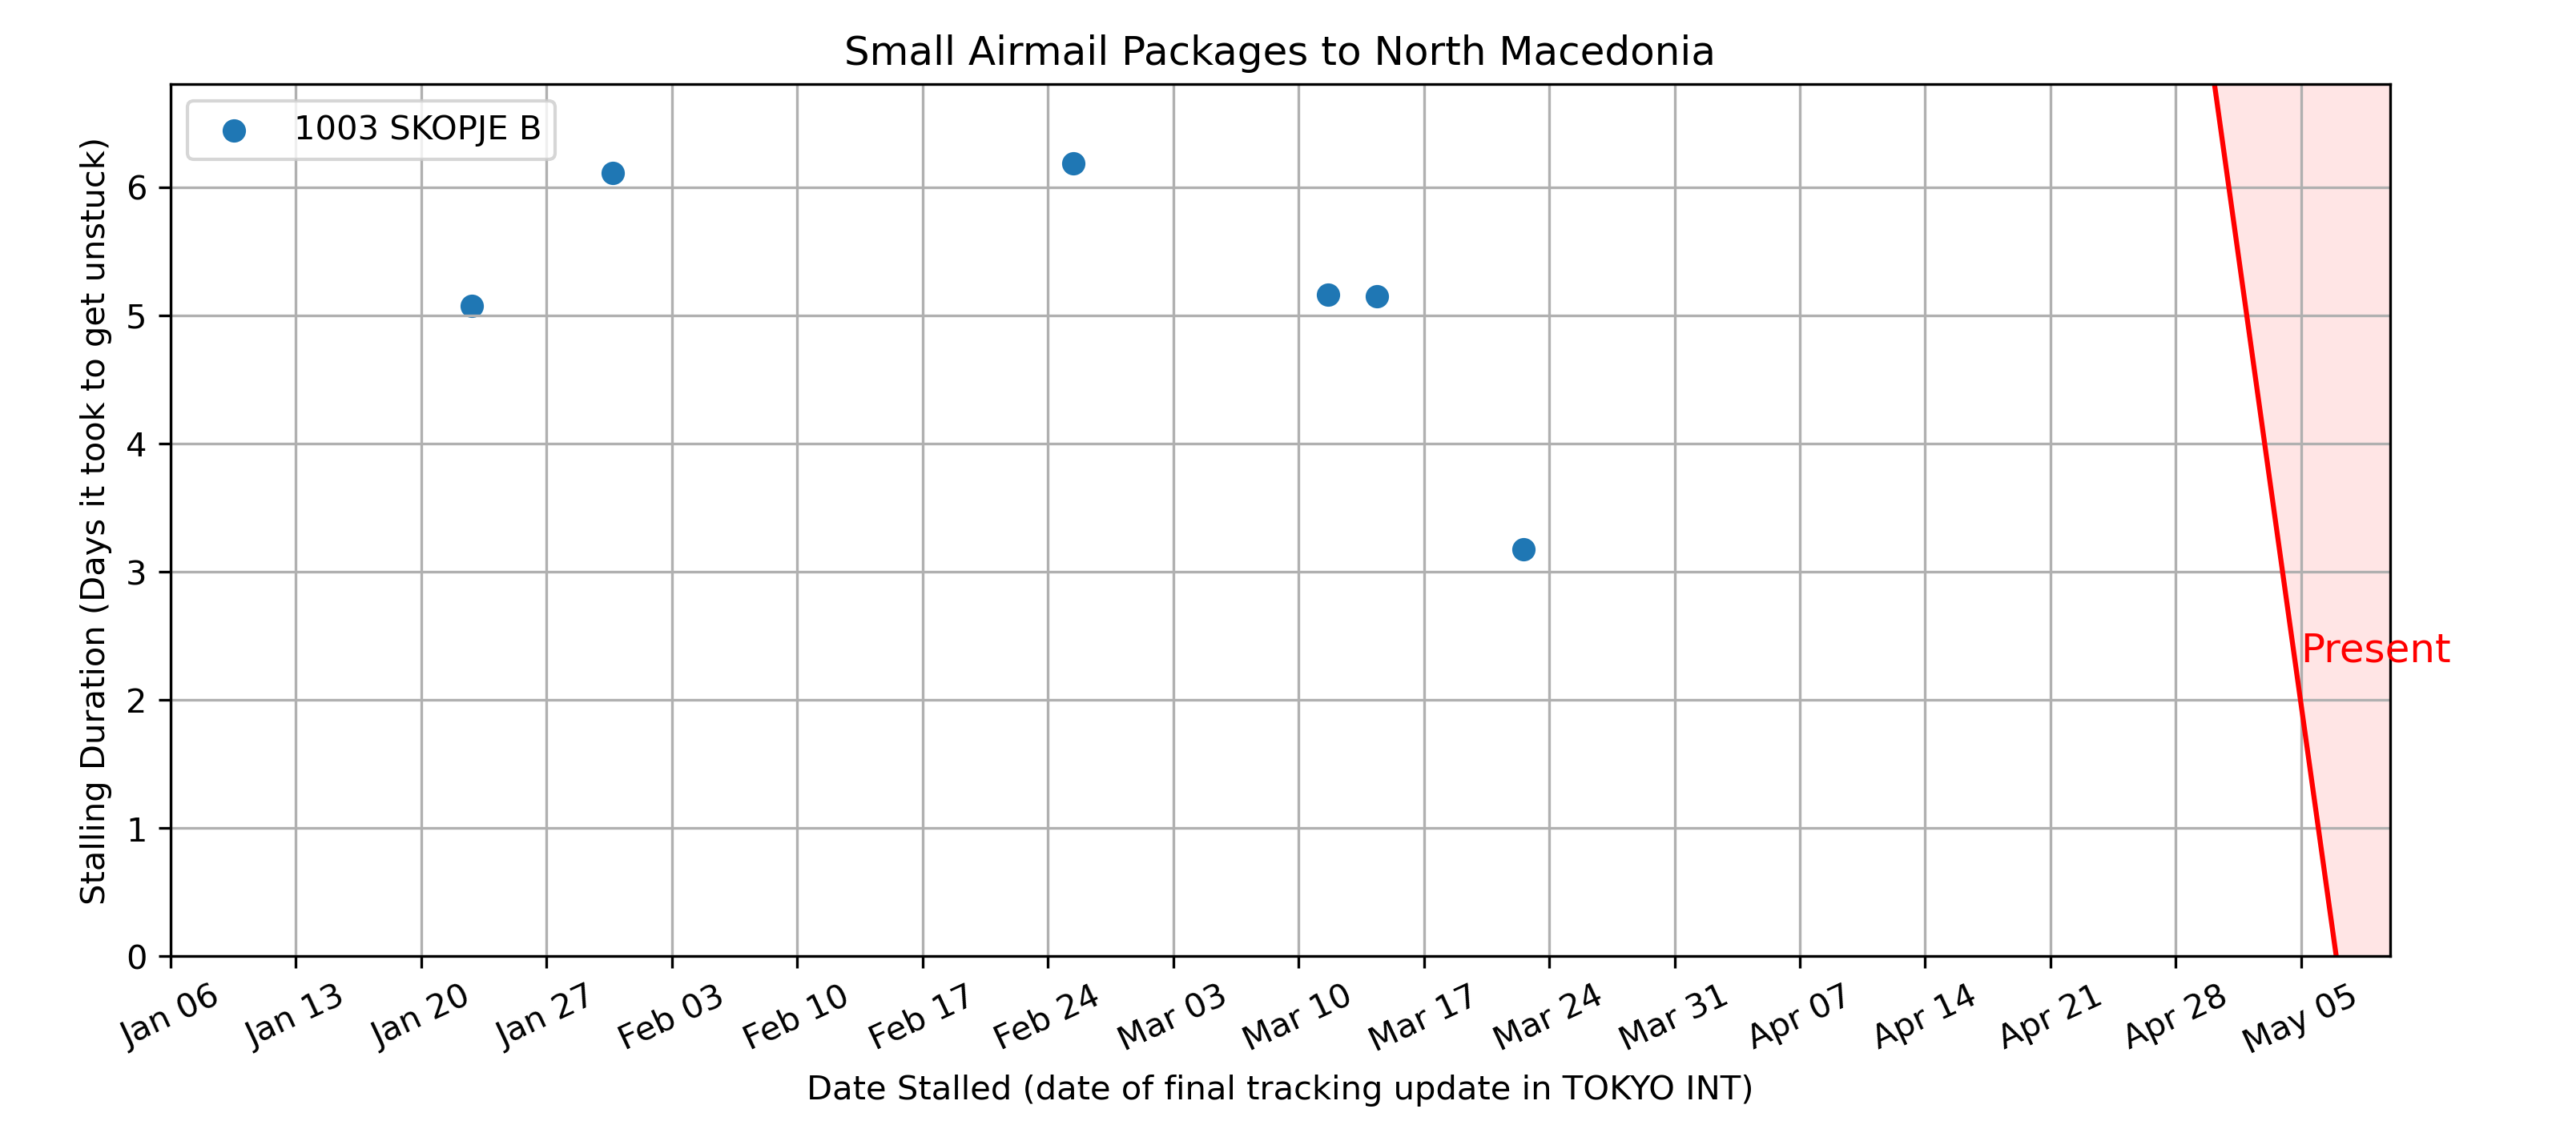 Small Airmail Packages to North Macedonia
1003 SKOPJE B
Stalling Duration (Days it took to get unstuck)
6
5
4
3
2
1
0
Present
Jan 06 Jan 13 Jan 20 Jan 27 Feb 03 Feb 10 Feb 17 Feb 24 Mar 03 Mar 10 Mar 17 Mar 24 Mar 31 Apr 07 Apr 14 Apr 21 Apr 28 May 05
Date Stalled (date of final tracking update in TOKYO INT)